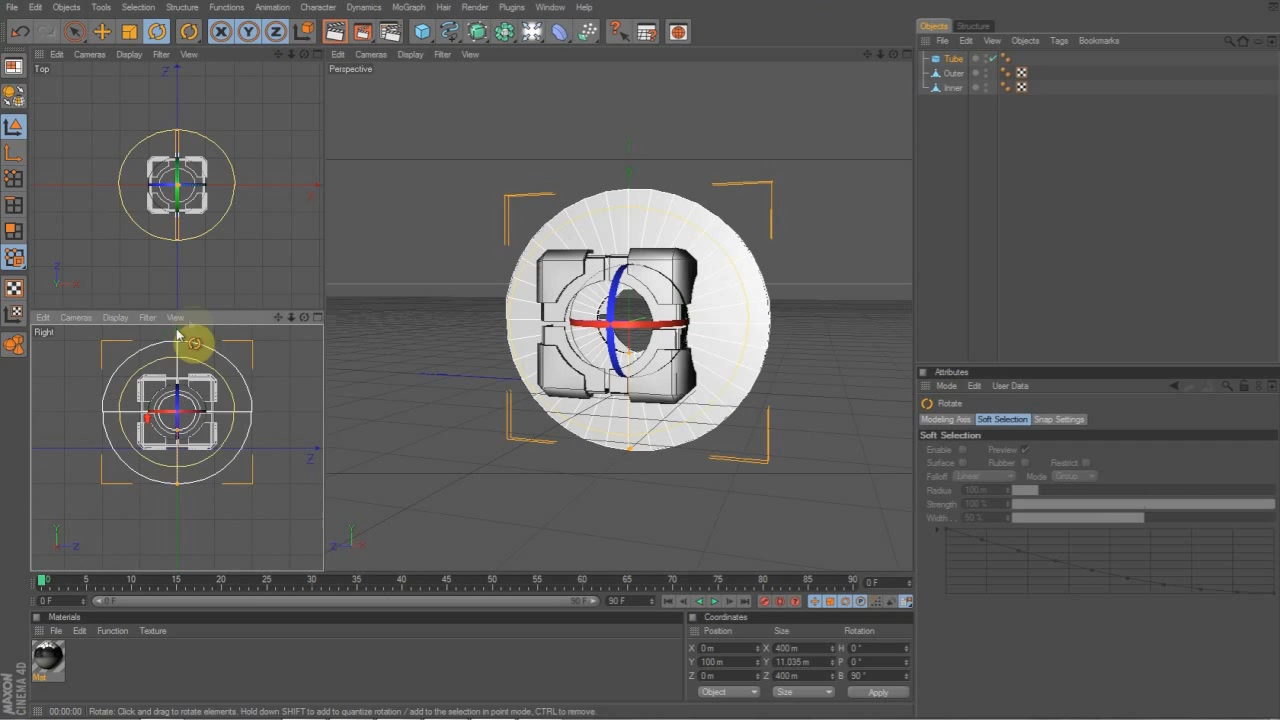 File Edit Objects Tools Selection Structure Functions Animation Character Dynamics MoGraph Hair Render Plugins Window Help
X Y Z
Edit Cameras Display Filter View
Top
Z
X
Z
Y X
Edit Cameras Display Filter View
Perspective
Y
Z X
Edit Cameras Display Filter View
Right
Z
Y
X Z
Objects Structure
File Edit View Objects Tags Bookmarks
Tube
Outer
Inner
Attributes
Mode Edit User Data
Rotate
Modeling Axis Soft Selection Snap Settings
Soft Selection
Enable Preview
Surface Rubber Restrict
Falloff Linear Mode Group
Radius 100 m
Strength 100 %
Width . . 50 %
0 5 10 15 20 25 30 35 40 45 50 55 60 65 70 75 80 85 90 0 F
0 F 0 F 90 F 90 F
Materials
File Edit Function Texture
Mat
Coordinates
Position Size Rotation
X 0 m X 400 m H 0 °
Y 100 m Y 11.035 m P 0 °
Z 0 m Z 400 m B 90 °
Object Size Apply
MAXON
CINEMA 4D
00:00:00 Rotate: Click and drag to rotate elements. Hold down SHIFT to add to quantize rotation / add to the selection in point mode, CTRL to remove.